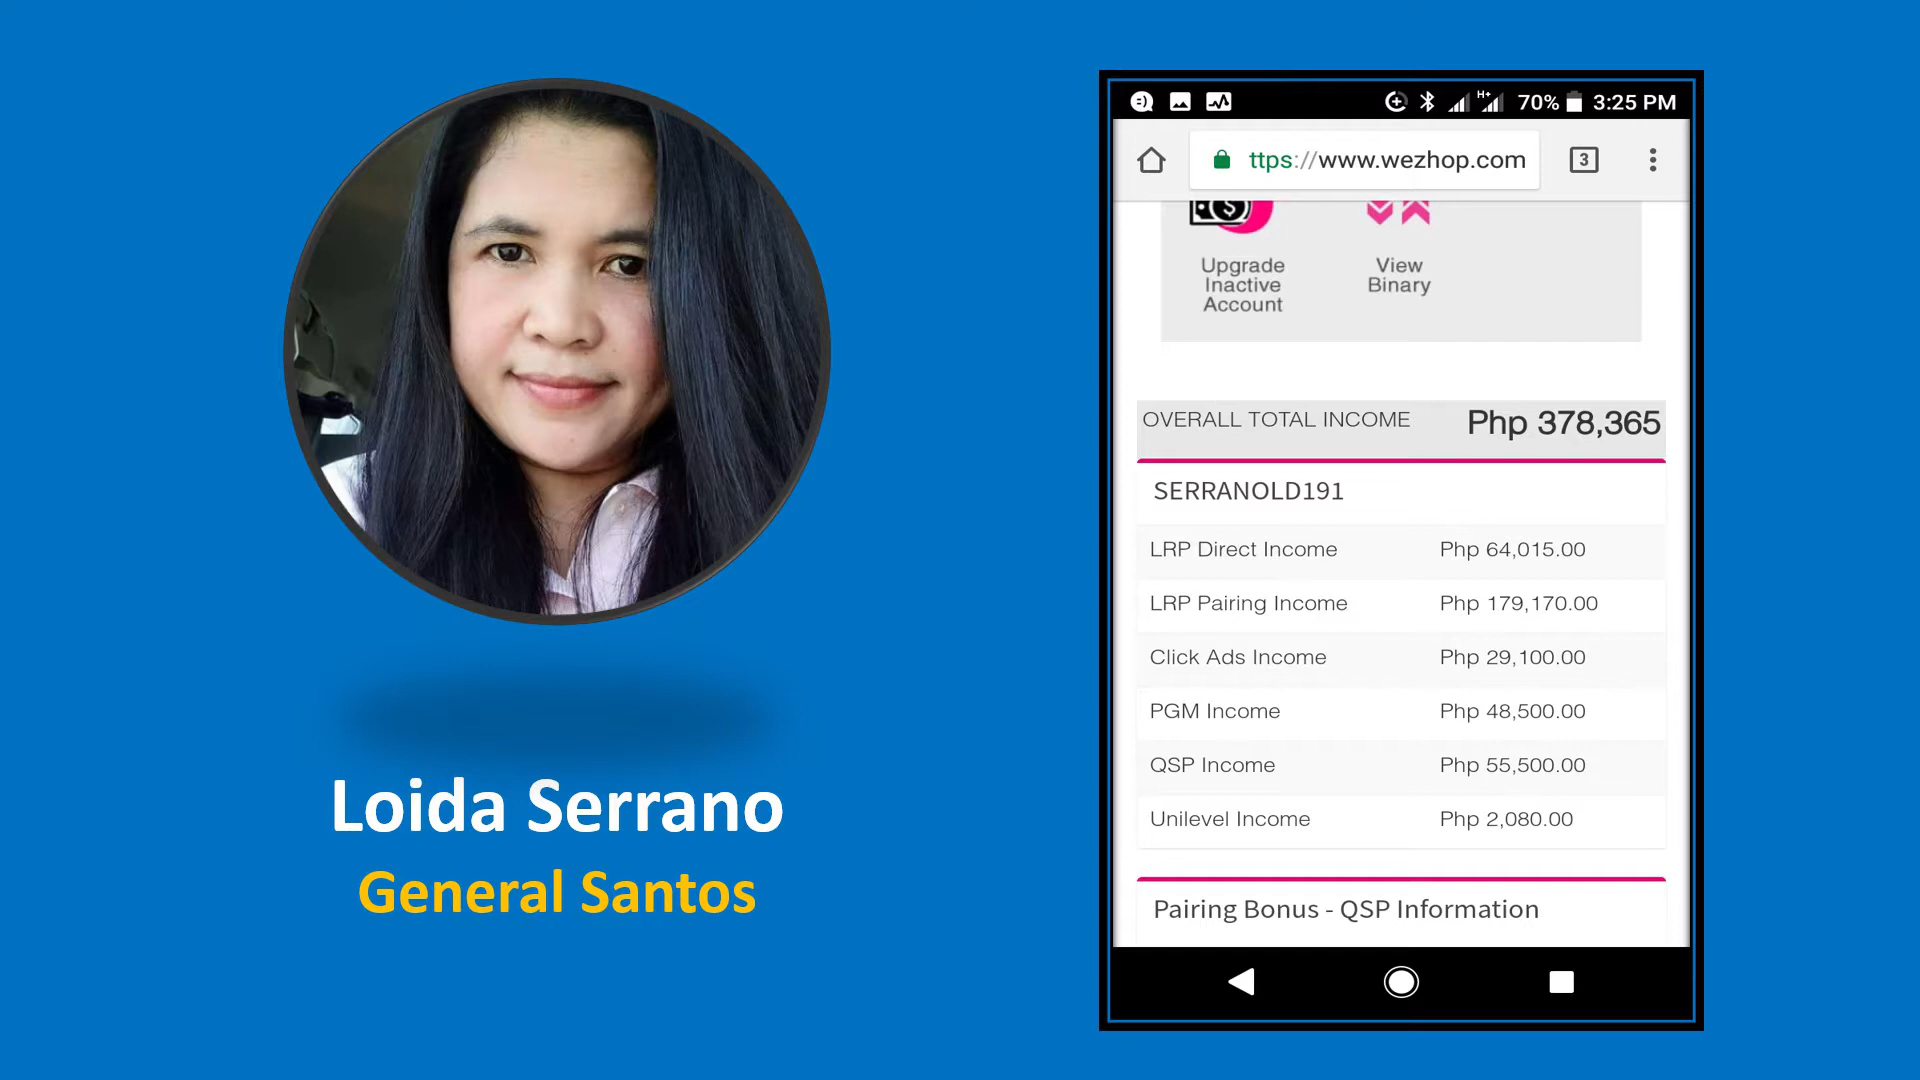 Loida Serrano
General Santos
H+
70%
3:25 PM
ttps://www.wezhop.com
3
Upgrade
Inactive
Account
View
Binary
OVERALL TOTAL INCOME Php 378,365
SERRANOLD191
LRP Direct Income Php 64,015.00
LRP Pairing Income Php 179,170.00
Click Ads Income Php 29,100.00
PGM Income Php 48,500.00
QSP Income Php 55,500.00
Unilevel Income Php 2,080.00
Pairing Bonus - QSP Information